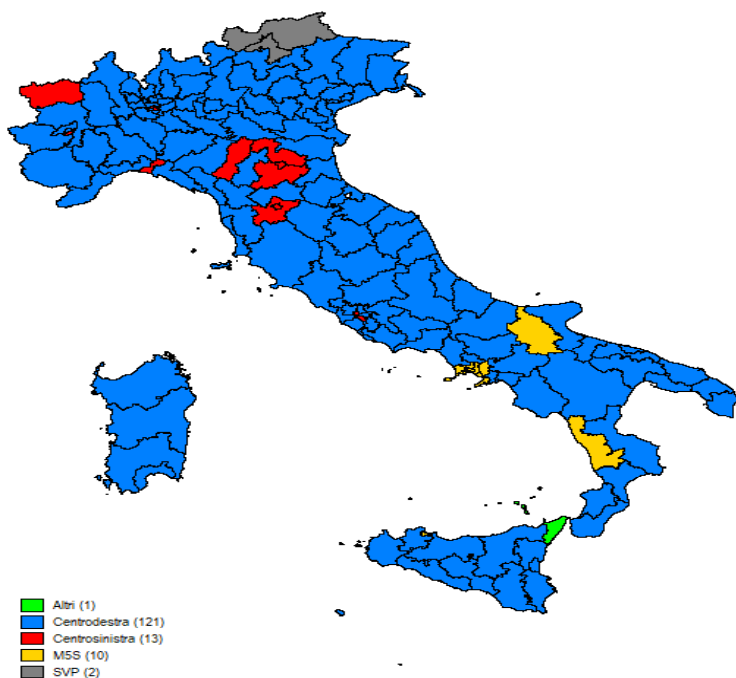 Altri (1)
Centrodestra (121)
Centrosinistra (13)
M5S (10)
SVP (2)